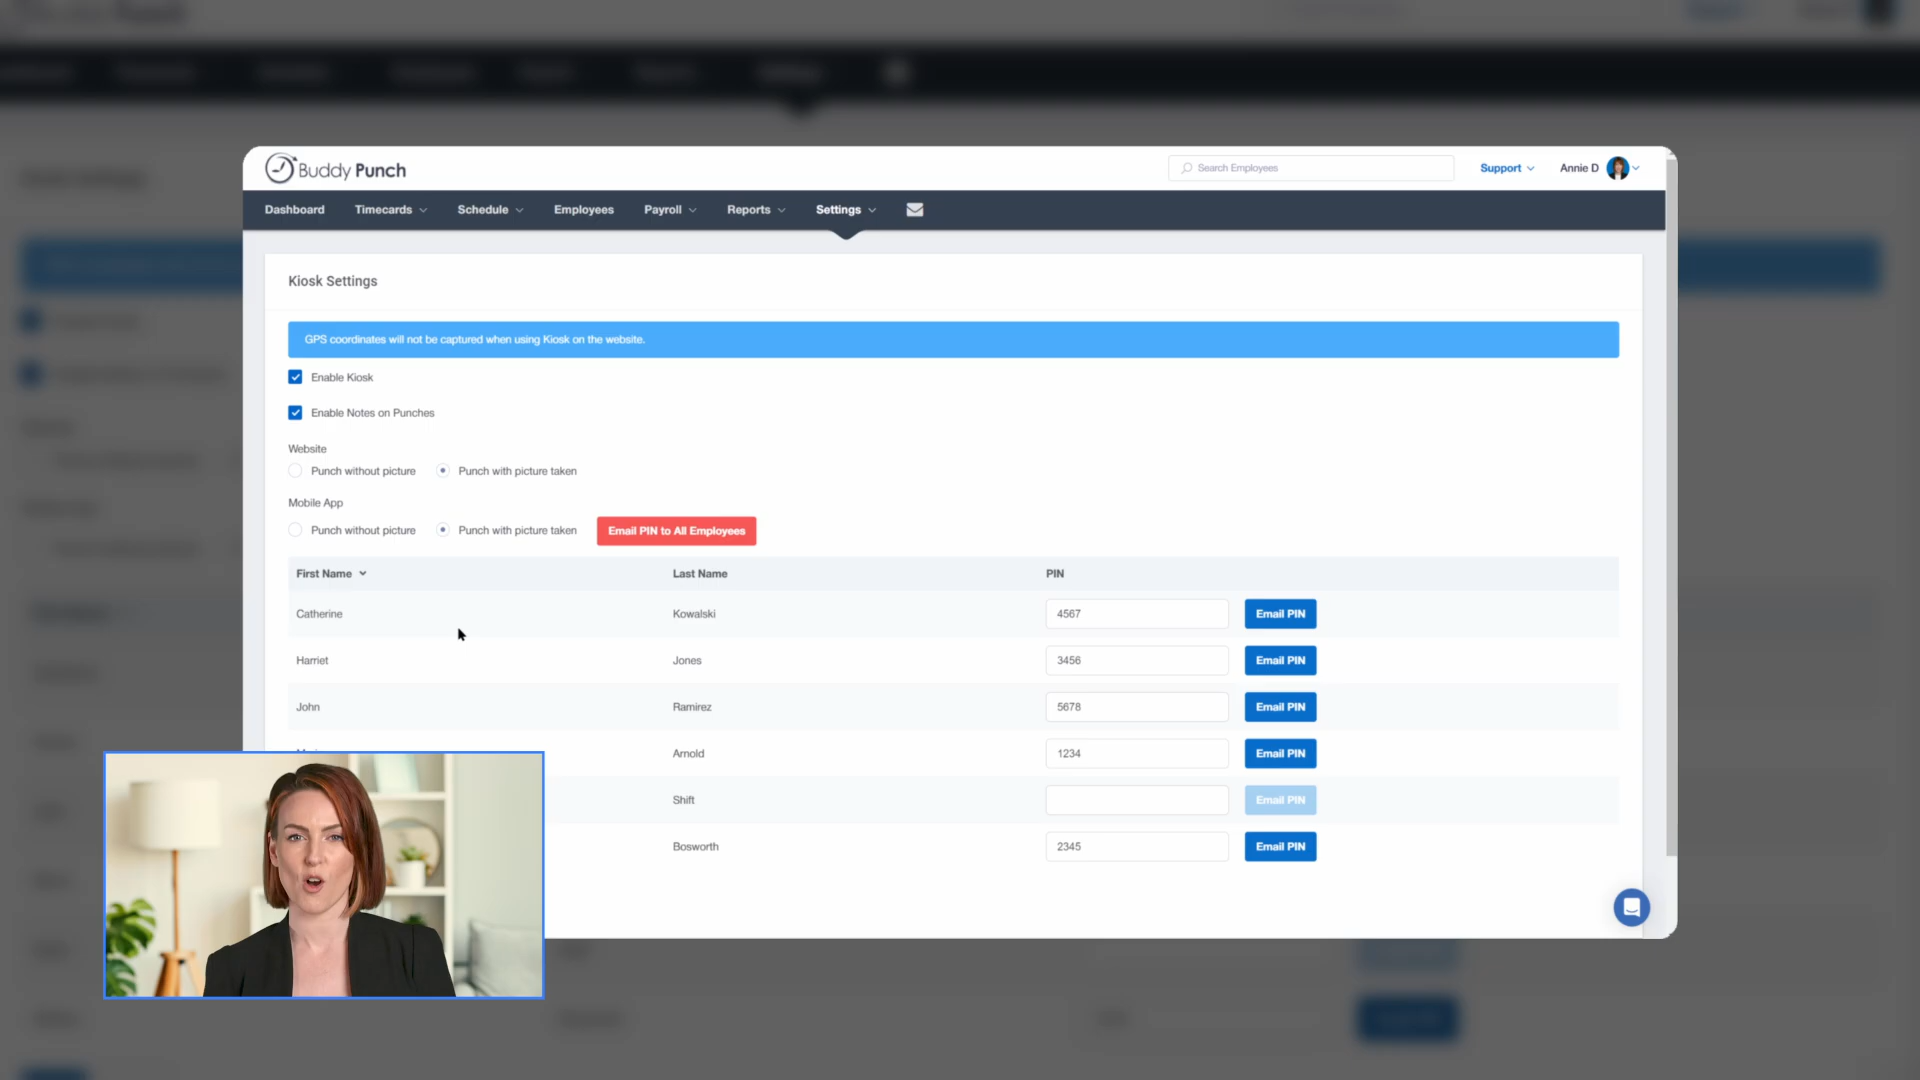 Buddy Punch
Search Employees
Support
Annie D
Dashboard
Timecards
Schedule
Employees
Payroll
Reports
Settings
Kiosk Settings
GPS coordinates will not be captured when using Kiosk on the website.
Enable Kiosk
Enable Notes on Punches
Website
Punch without picture
Punch with picture taken
Mobile App
Punch without picture
Punch with picture taken
Email PIN to All Employees
First Name
Last Name
PIN
Catherine
Kowalski
4567
Email PIN
Harriet
Jones
3456
Email PIN
John
Ramirez
5678
Email PIN
Arnold
1234
Email PIN
Shift
Email PIN
Bosworth
2345
Email PIN